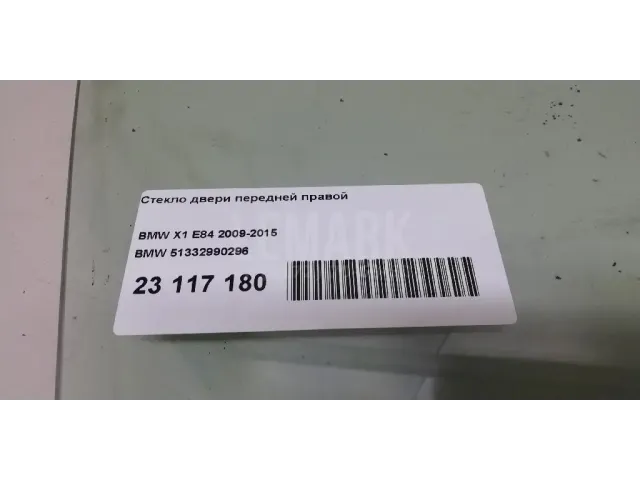 Стекло двери передней правой
BMW X1 E84 2009-2015
BMW 51332990296
23 117 180